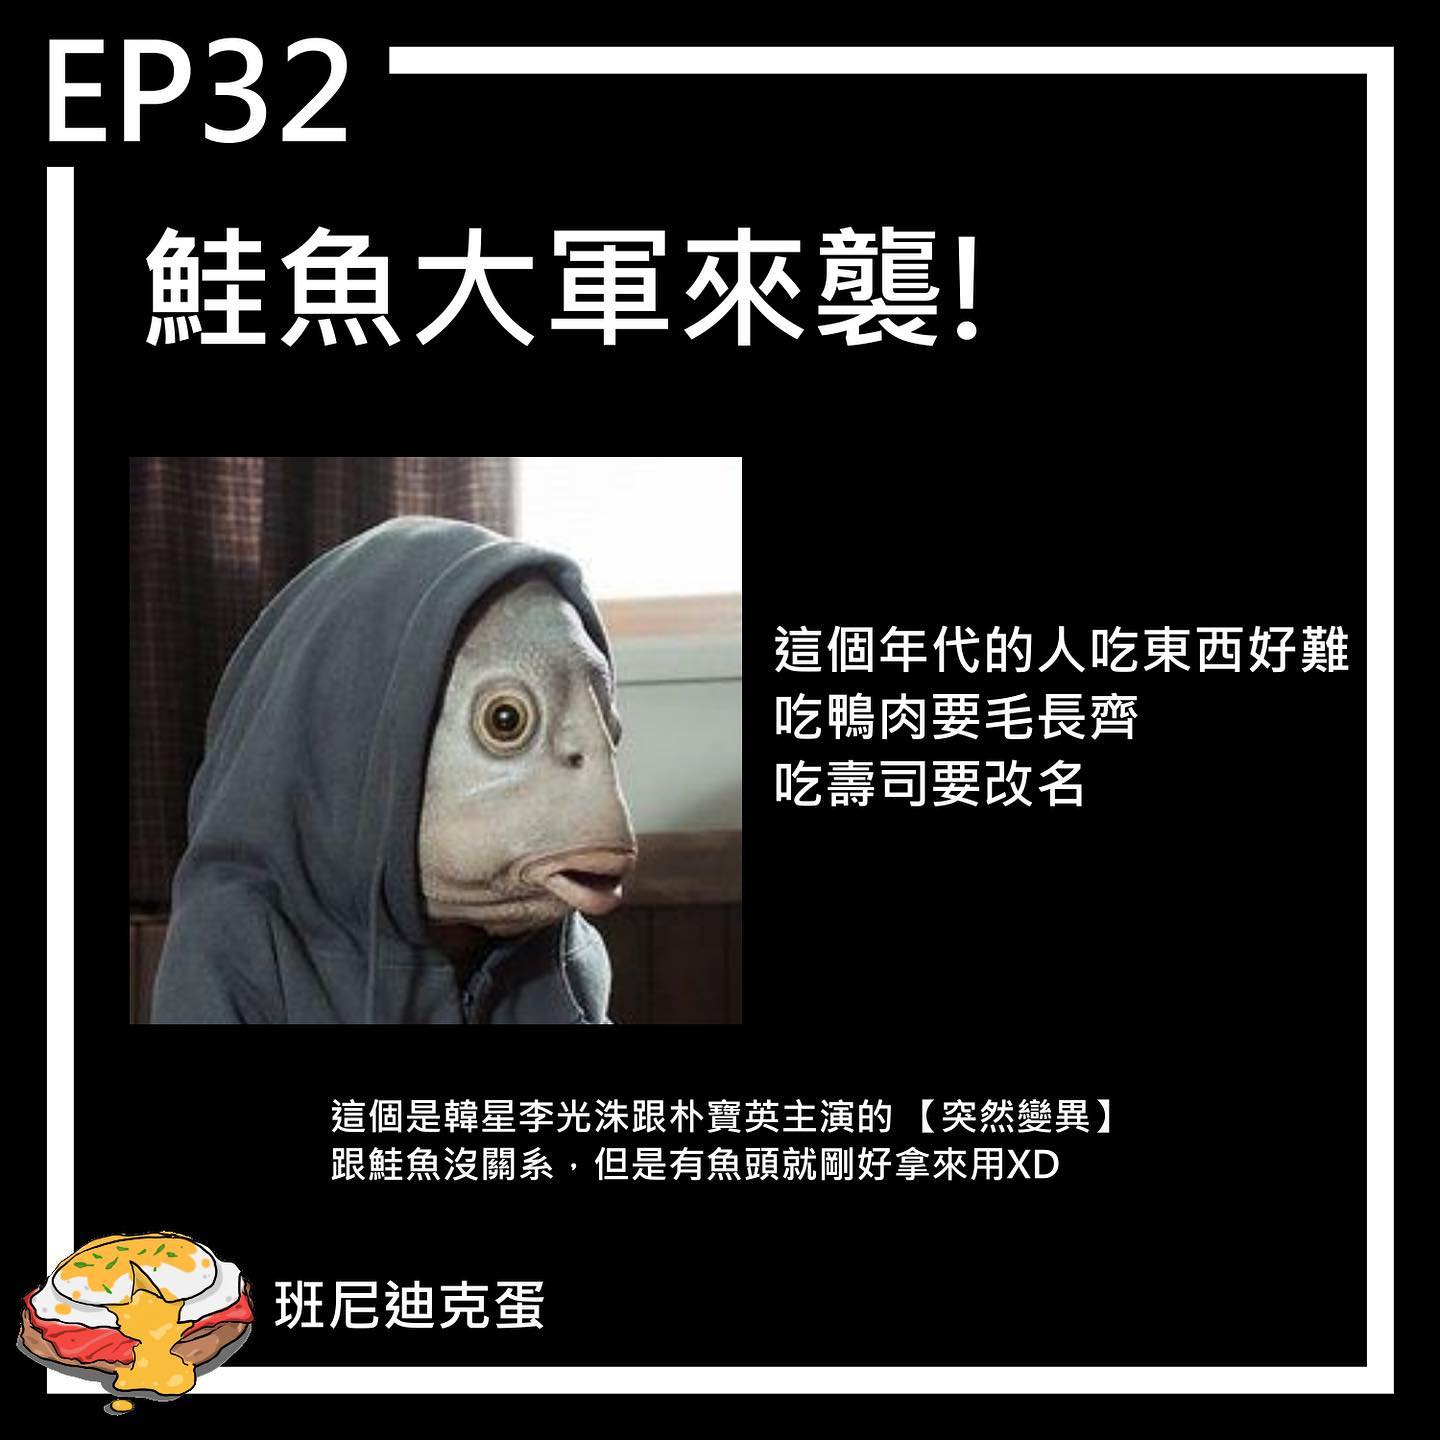 EP32
鮭魚大軍來襲!
這個年代的人吃東西好難
吃鴨肉要毛長齊
吃壽司要改名
這個是韓星李光洙跟朴寶英主演的【突然變異】
跟鮭魚沒關系，但是有魚頭就剛好拿來用XD
班尼迪克蛋